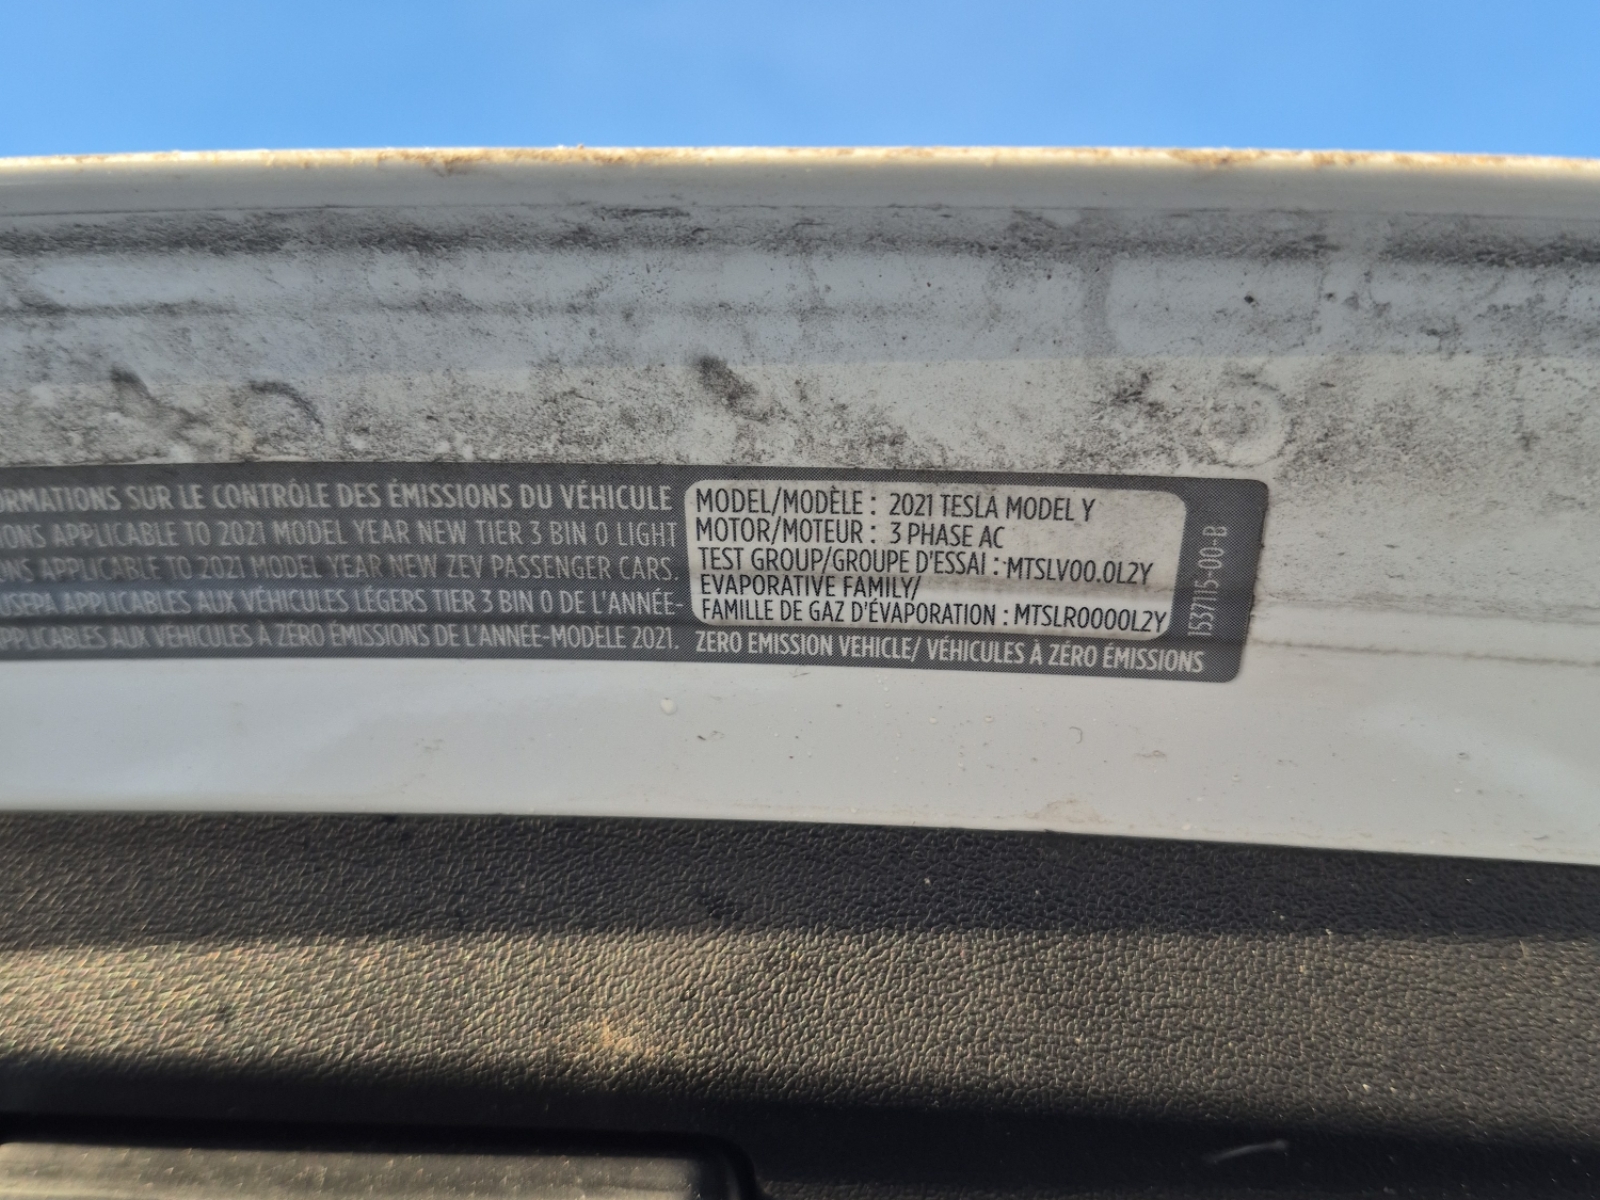 ORMATIONS SUR LE CONTRÔLE DES ÉMISSIONS DU VÉHICULE
IONS APPLICABLE TO 2021 MODEL YEAR NEW TIER 3 BIN 0 LIGHT
ONS APPLICABLE TO 2021 MODEL YEAR NEW ZEV PASSENGER CARS.
USEPA APPLICABLES AUX VÉHICULES LÉGERS TIER 3 BIN 0 DE L'ANNÉE-
APPLICABLES AUX VÉHICULES À ZÉRO ÉMISSIONS DE L'ANNÉE-MODÈLE 2021.
MODEL/MODÈLE : 2021 TESLA MODEL Y
MOTOR/MOTEUR : 3 PHASE AC
TEST GROUP/GROUPE D'ESSAI : MTSLV00.0L2Y
EVAPORATIVE FAMILY/
FAMILLE DE GAZ D'ÉVAPORATION : MTSLR0000L2Y
ZERO EMISSION VEHICLE/ VÉHICULES À ZÉRO ÉMISSIONS
1537115-00-B